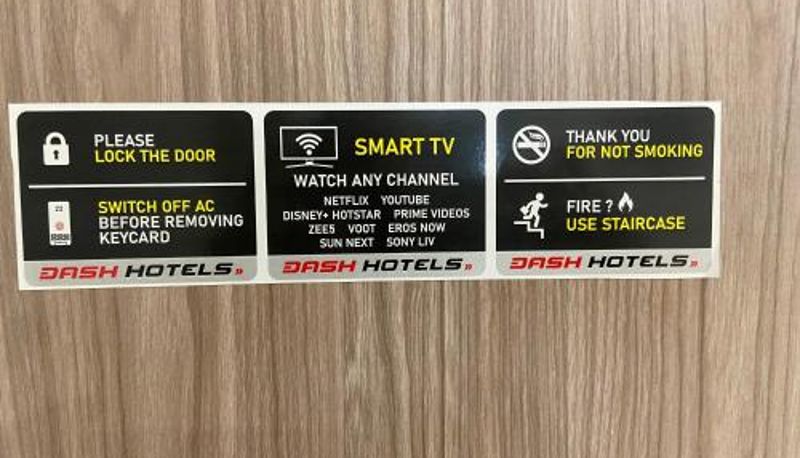 PLEASE
LOCK THE DOOR
SWITCH OFF AC
BEFORE REMOVING
KEYCARD
DASH HOTELS»
SMART TV
WATCH ANY CHANNEL
NETFLIX YOUTUBE
DISNEY+ HOTSTAR PRIME VIDEOS
ZEE5 VOOT EROS NOW
SUN NEXT SONY LIV
DASH HOTELS»
THANK YOU
FOR NOT SMOKING
FIRE ?
USE STAIRCASE
DASH HOTELS»